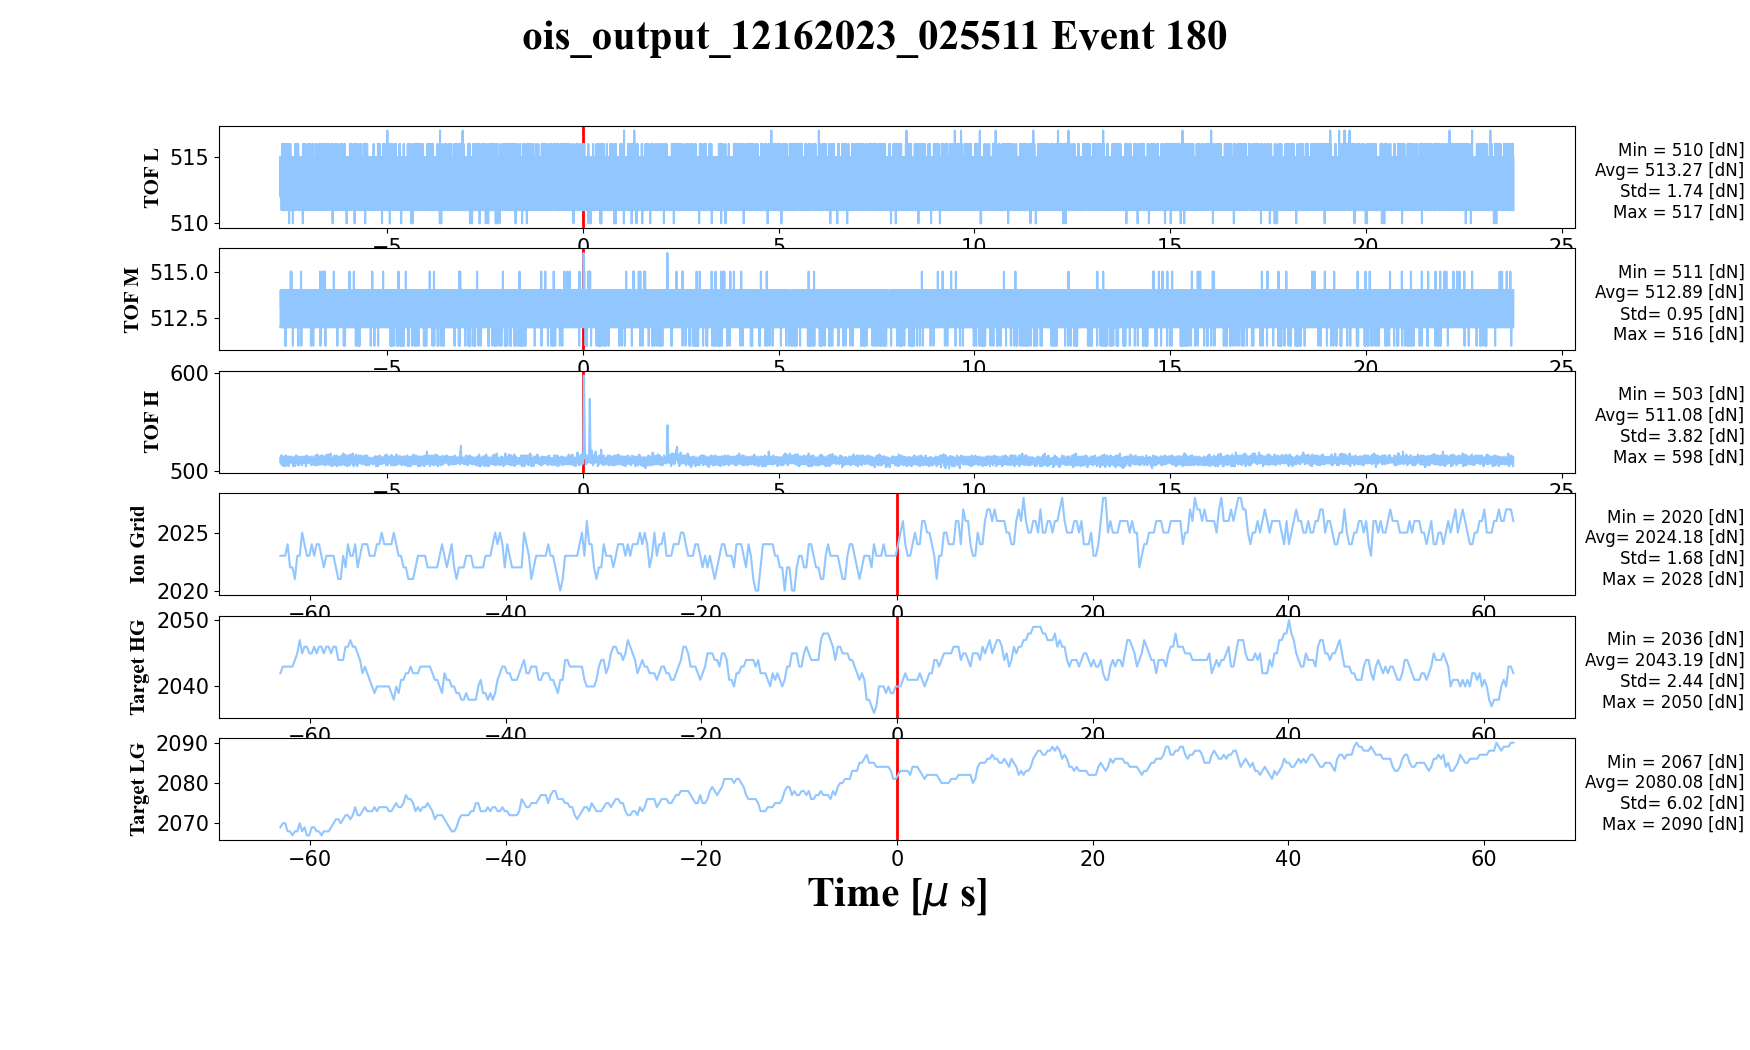 ois_output_12162023_025511 Event 180
TOF L
515
510
−5 0 5 10 15 20 25
Min = 510 [dN]
Avg= 513.27 [dN]
Std= 1.74 [dN]
Max = 517 [dN]
TOF M
515.0
512.5
−5 0 5 10 15 20 25
Min = 511 [dN]
Avg= 512.89 [dN]
Std= 0.95 [dN]
Max = 516 [dN]
TOF H
600
500
−5 0 5 10 15 20 25
Min = 503 [dN]
Avg= 511.08 [dN]
Std= 3.82 [dN]
Max = 598 [dN]
Ion Grid
2025
2020
−60 −40 −20 0 20 40 60
Min = 2020 [dN]
Avg= 2024.18 [dN]
Std= 1.68 [dN]
Max = 2028 [dN]
Target HG
2050
2040
−60 −40 −20 0 20 40 60
Min = 2036 [dN]
Avg= 2043.19 [dN]
Std= 2.44 [dN]
Max = 2050 [dN]
Target LG
2090
2080
2070
−60 −40 −20 0 20 40 60
Min = 2067 [dN]
Avg= 2080.08 [dN]
Std= 6.02 [dN]
Max = 2090 [dN]
Time [μ s]